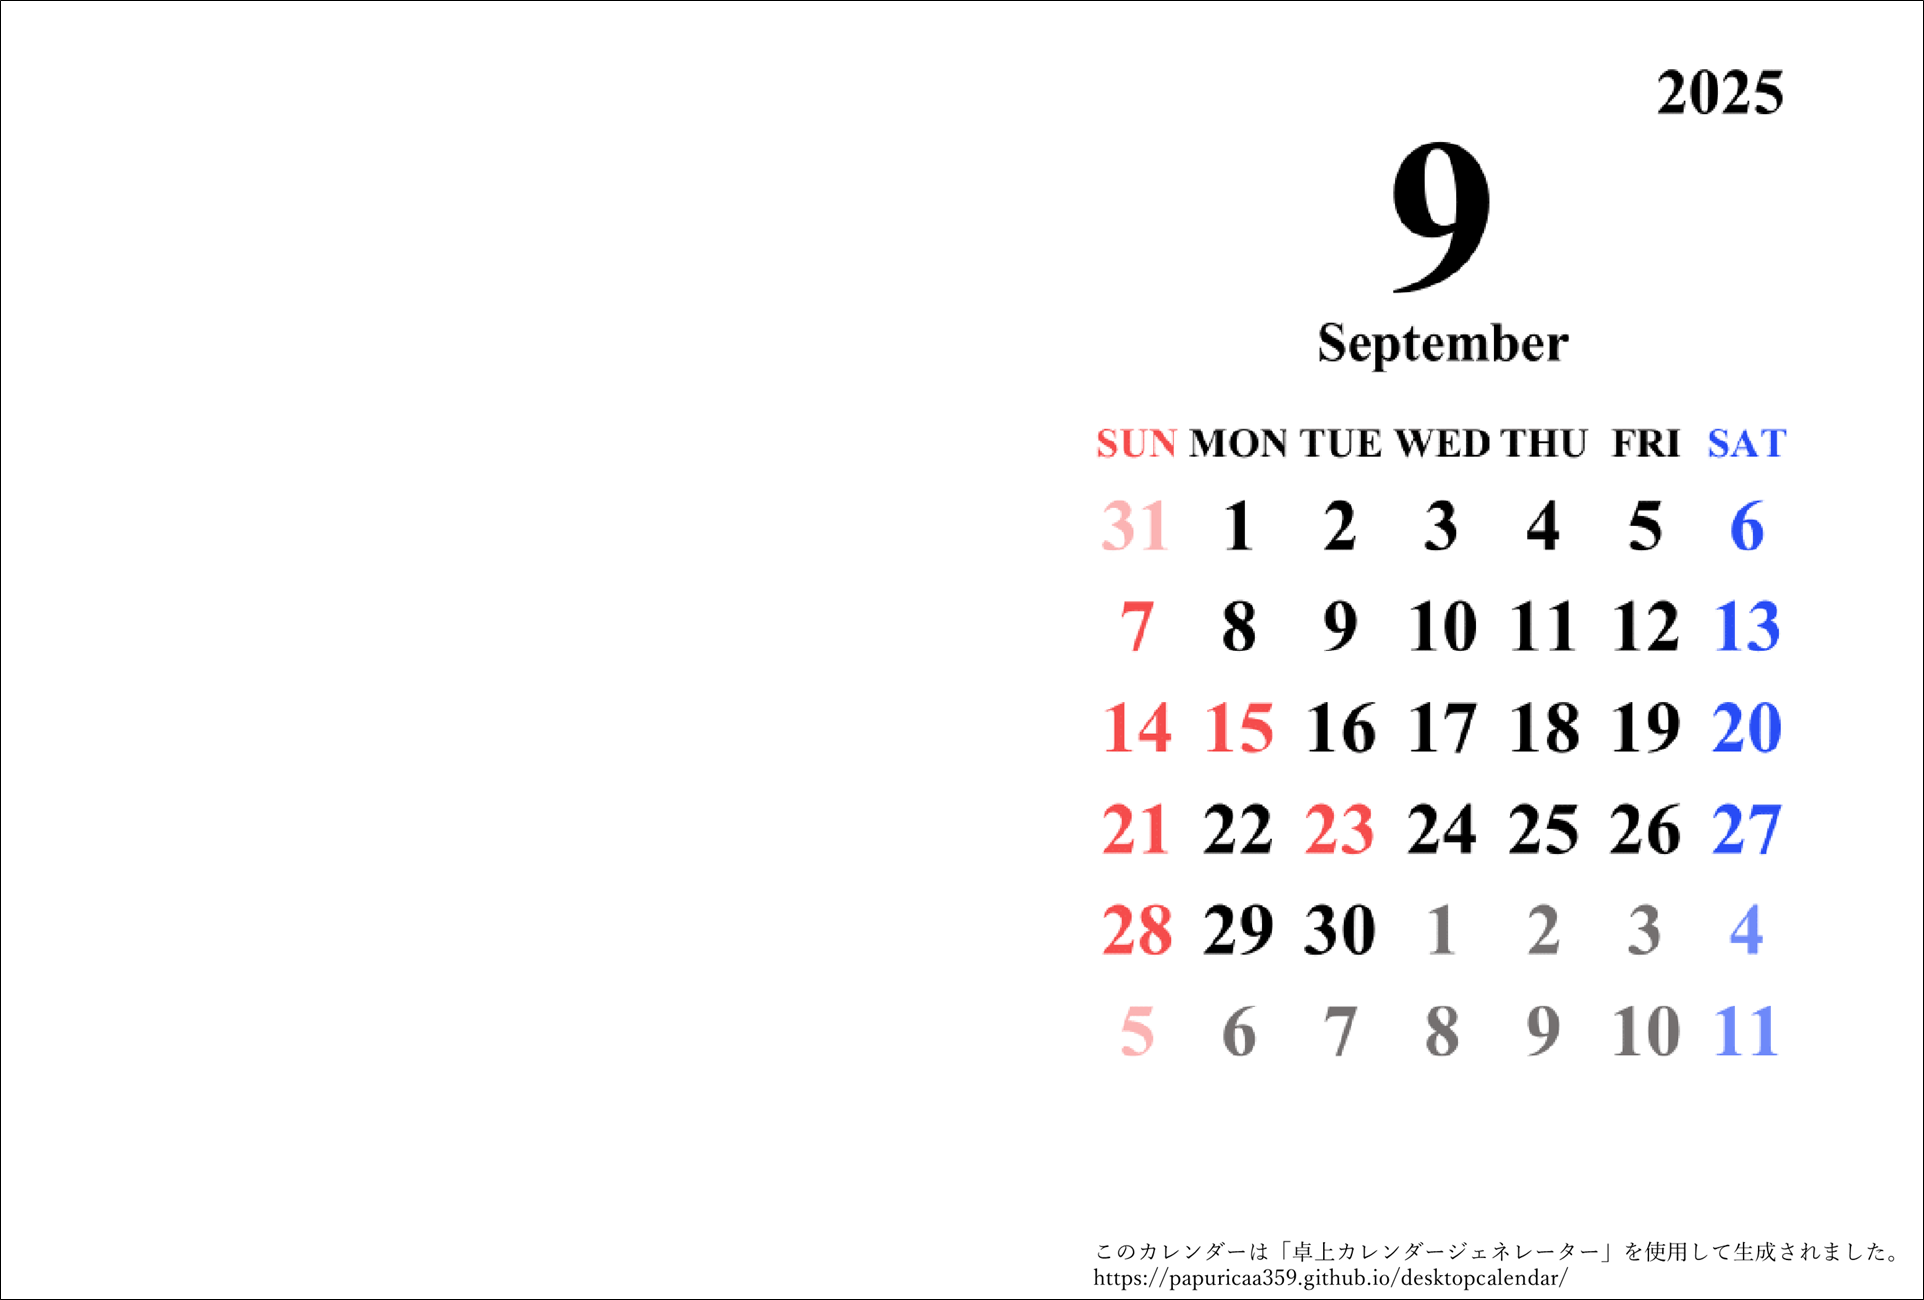 2025
9
September
SUN MON TUE WED THU FRI SAT
31 1 2 3 4 5 6
7 8 9 10 11 12 13
14 15 16 17 18 19 20
21 22 23 24 25 26 27
28 29 30 1 2 3 4
5 6 7 8 9 10 11
このカレンダーは「卓上カレンダージェネレーター」を使用して生成されました。
https://papuricaa359.github.io/desktopcalendar/